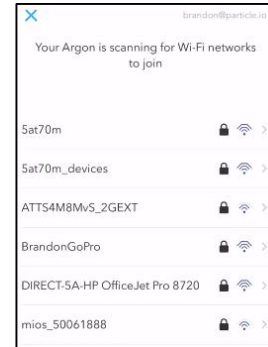 brandon@particle.io
Your Argon is scanning for Wi-Fi networks
to join
5at70m
5at70m_devices
ATTS4M8MvS_2GEXT
BrandonGoPro
DIRECT-5A-HP OfficeJet Pro 8720
mios_50061888